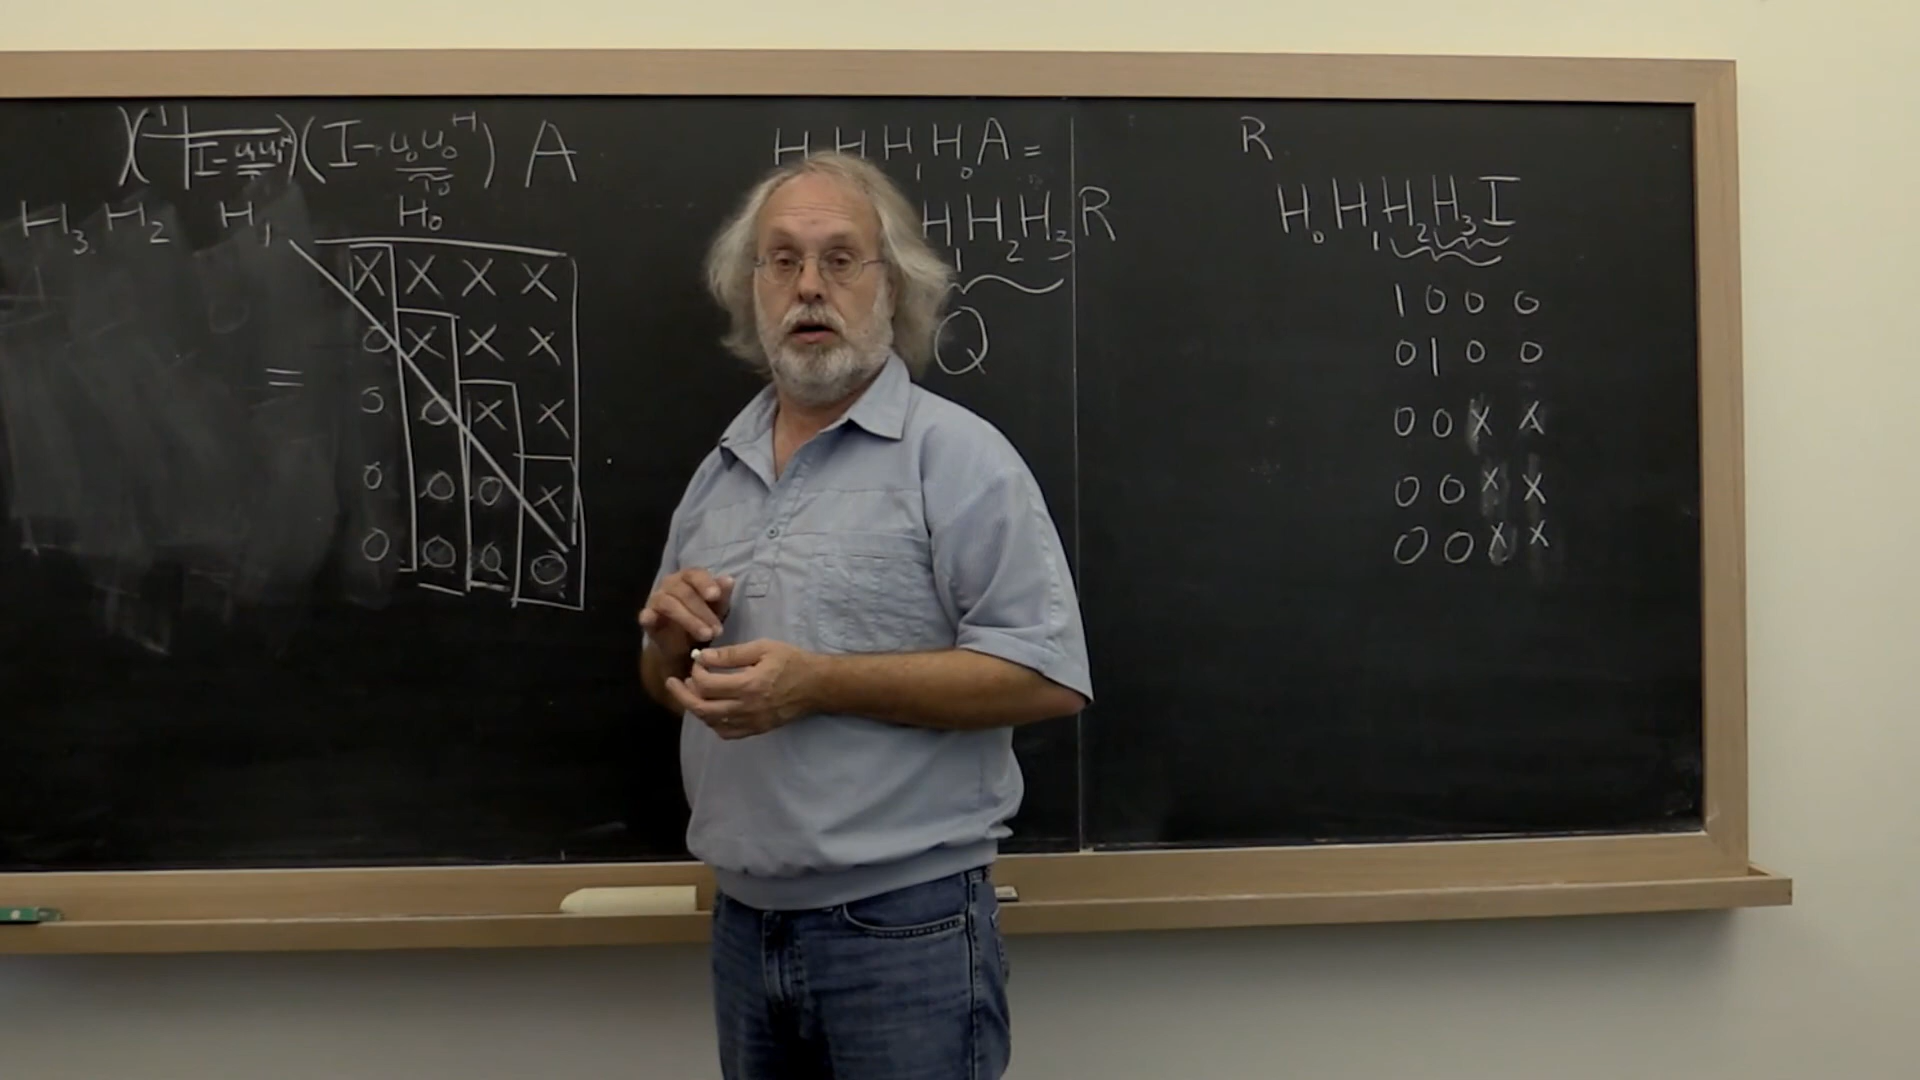 )( 1 | I - u₁u₁ᴴ )( I - u₀u₀ᴴ / τ₀ ) A
H₃ H₂ H₁ H₀
X X X X
0 X X X
= 0 0 X X
0 0 0 X
0 0 0 0
H H H₁ H₀ A =
H₁ H₂ H₃ R
Q
R
H₀ H₁ H₂ H₃ I
1 0 0 0
0 1 0 0
0 0 X X
0 0 X X
0 0 X X